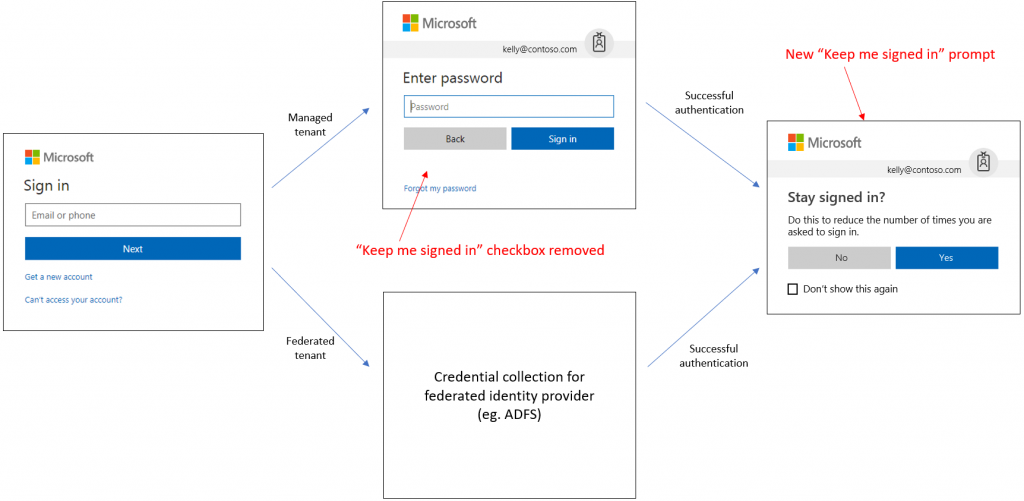 Microsoft
Sign in
Email or phone
Next
Get a new account
Can't access your account?
Managed
tenant
Federated
tenant
Microsoft
kelly@contoso.com
Enter password
Password
Back
Sign in
Forgot my password
“Keep me signed in” checkbox removed
Credential collection for
federated identity provider
(eg. ADFS)
Successful
authentication
Successful
authentication
New “Keep me signed in” prompt
Microsoft
kelly@contoso.com
Stay signed in?
Do this to reduce the number of times you are
asked to sign in.
No
Yes
Don't show this again